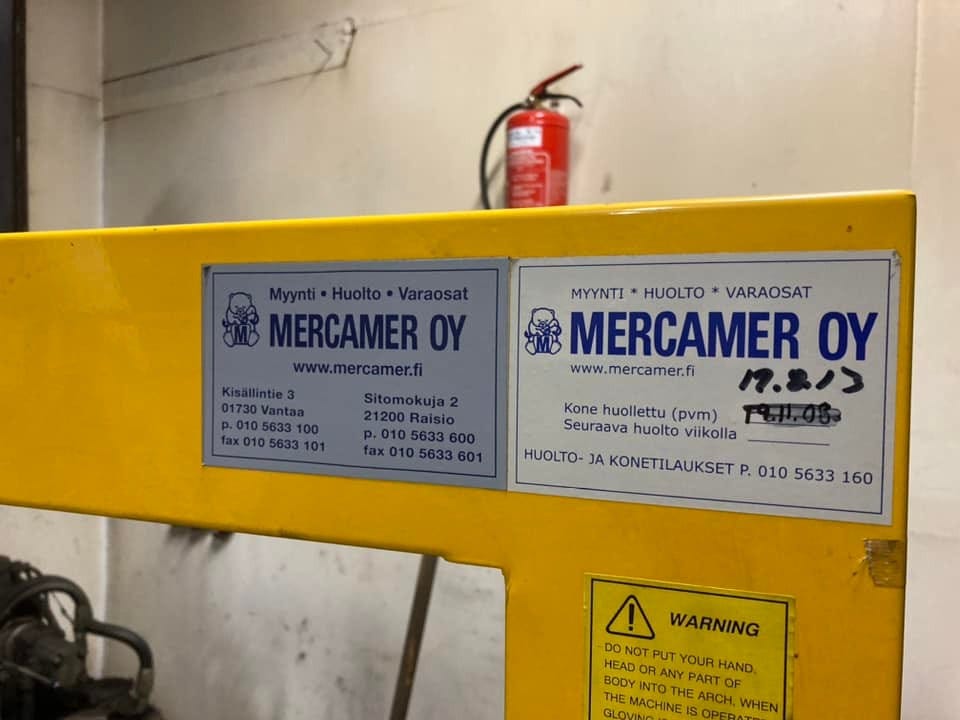 Myynti • Huolto • Varaosat
M
MERCAMER OY
www.mercamer.fi
Kisällintie 3
01730 Vantaa
p. 010 5633 100
fax 010 5633 101
Sitomokuja 2
21200 Raisio
p. 010 5633 600
fax 010 5633 601
MYYNTI * HUOLTO * VARAOSAT
M
MERCAMER OY
www.mercamer.fi
Kone huollettu (pvm)
Seuraava huolto viikolla
HUOLTO- JA KONETILAUKSET P. 010 5633 160
WARNING
DO NOT PUT YOUR HAND,
HEAD OR ANY PART OF
BODY INTO THE ARCH, WHEN
THE MACHINE IS